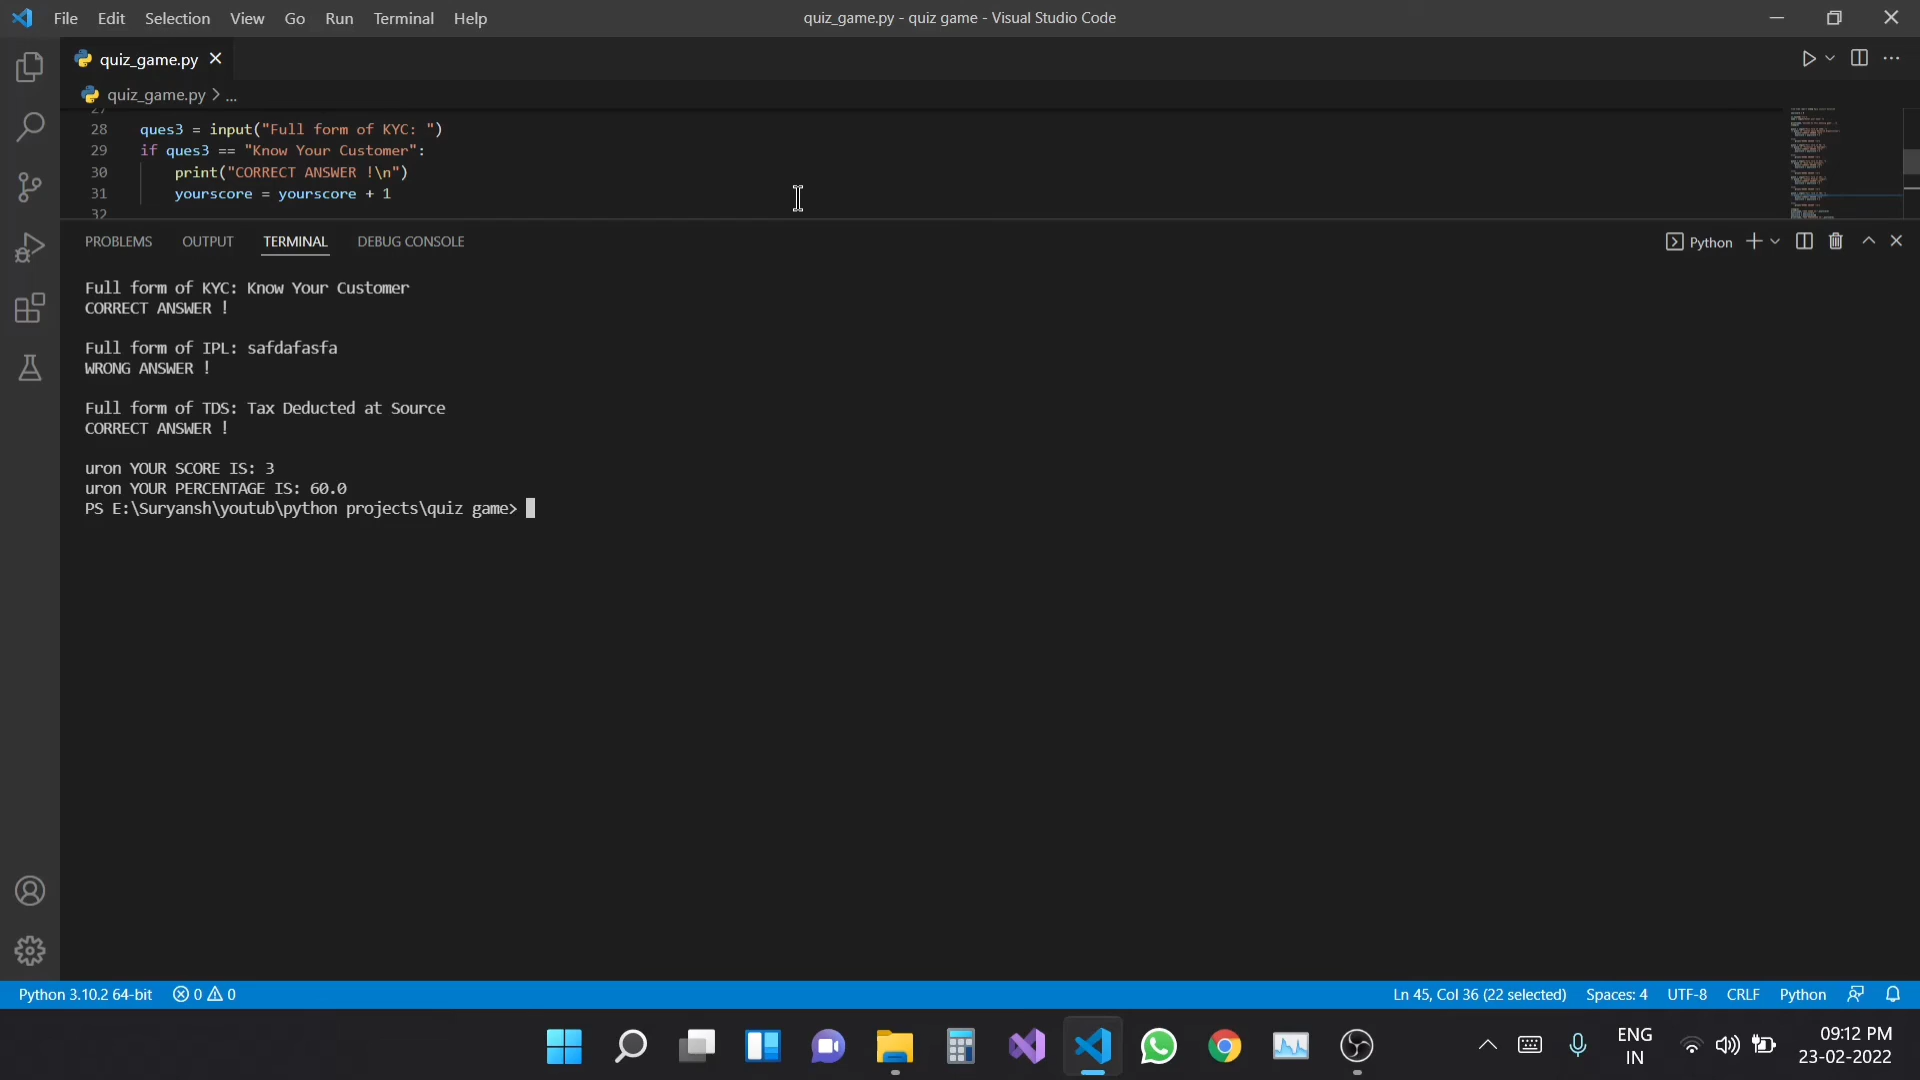 File Edit Selection View Go Run Terminal Help
quiz_game.py - quiz game - Visual Studio Code
quiz_game.py
quiz_game.py > ...
27
28 ques3 = input("Full form of KYC: ")
29 if ques3 == "Know Your Customer":
30 print("CORRECT ANSWER !\n")
31 yourscore = yourscore + 1
32
PROBLEMS OUTPUT TERMINAL DEBUG CONSOLE
Python
Full form of KYC: Know Your Customer
CORRECT ANSWER !
Full form of IPL: safdafasfa
WRONG ANSWER !
Full form of TDS: Tax Deducted at Source
CORRECT ANSWER !
uron YOUR SCORE IS: 3
uron YOUR PERCENTAGE IS: 60.0
PS E:\Suryansh\youtub\python projects\quiz game>
Python 3.10.2 64-bit 0 0
Ln 45, Col 36 (22 selected) Spaces: 4 UTF-8 CRLF Python
ENG
IN
09:12 PM
23-02-2022